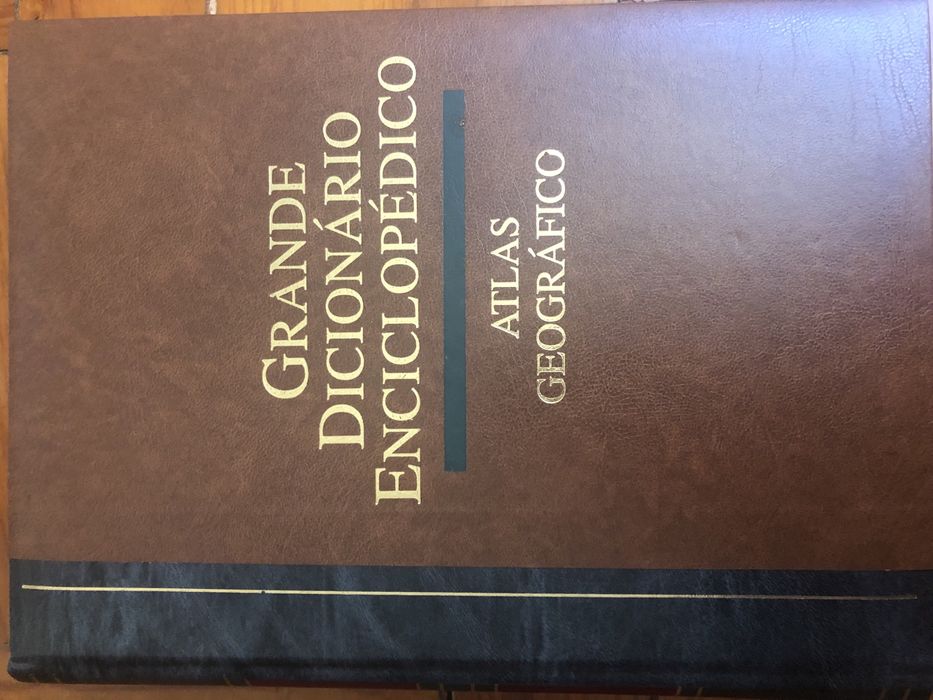 GRANDE
DICIONÁRIO
ENCICLOPÉDICO
ATLAS
GEOGRÁFICO